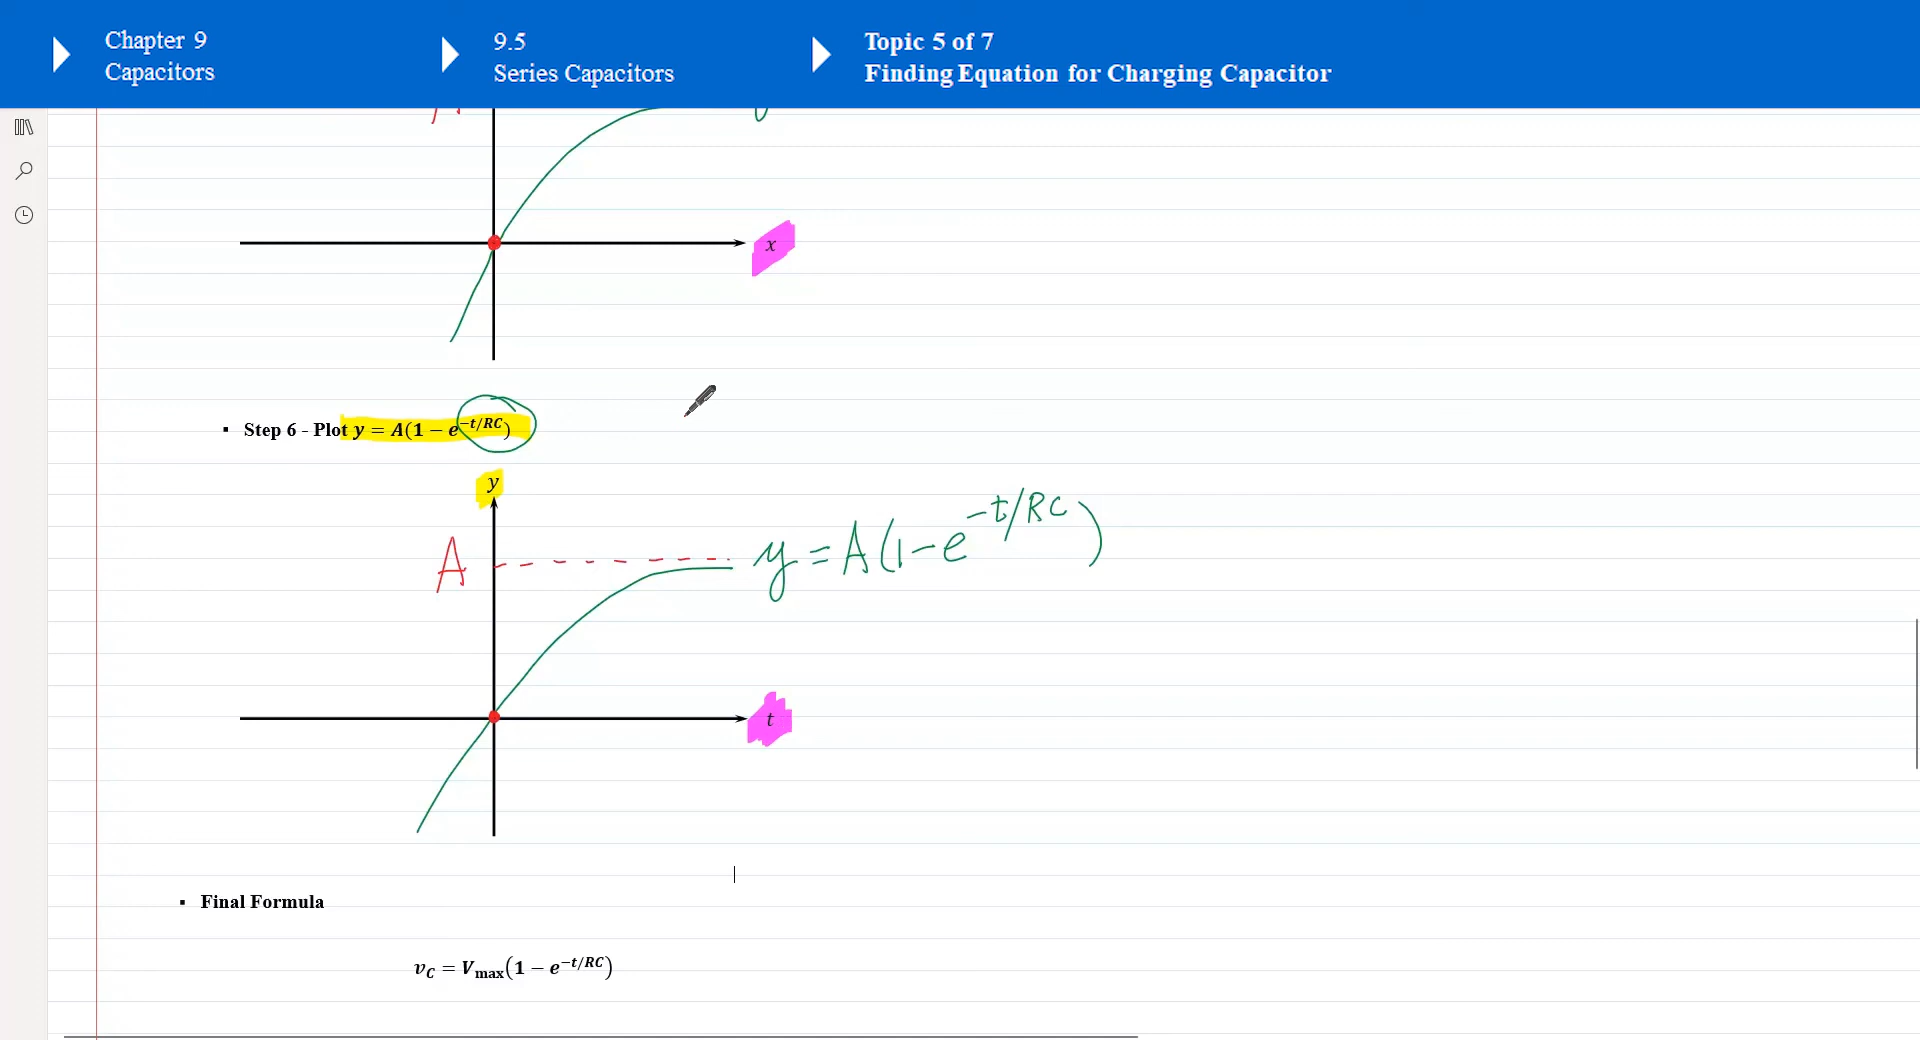 Chapter 9
Capacitors
9.5
Series Capacitors
Topic 5 of 7
Finding Equation for Charging Capacitor
x
▪ Step 6 - Plot y = A(1 − e^{−t/RC})
y
A
y = A(1−e^{−t/RC})
t
▪ Final Formula
v_C = V_max(1 − e^{−t/RC})